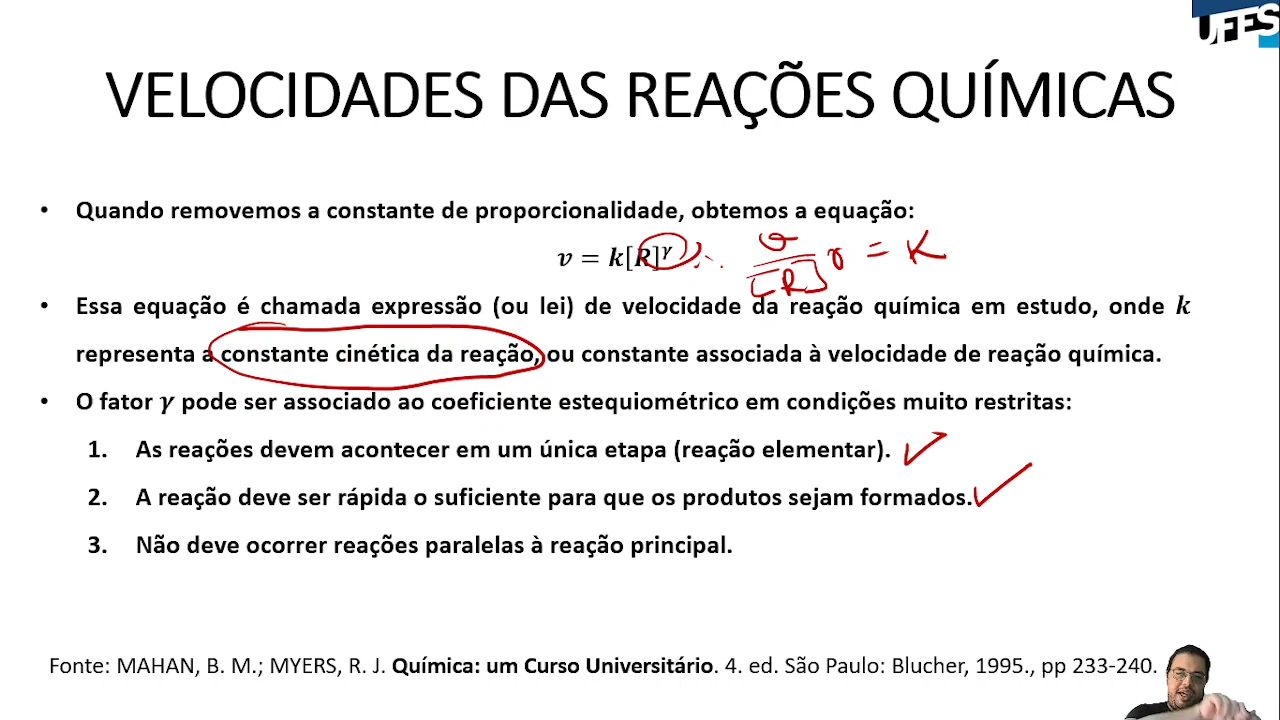 UFES
VELOCIDADES DAS REAÇÕES QUÍMICAS
• Quando removemos a constante de proporcionalidade, obtemos a equação:
v = k[R]^γ ∴ v/[R]^γ = K
• Essa equação é chamada expressão (ou lei) de velocidade da reação química em estudo, onde k
representa a constante cinética da reação, ou constante associada à velocidade de reação química.
• O fator γ pode ser associado ao coeficiente estequiométrico em condições muito restritas:
1. As reações devem acontecer em um única etapa (reação elementar).
2. A reação deve ser rápida o suficiente para que os produtos sejam formados.
3. Não deve ocorrer reações paralelas à reação principal.
Fonte: MAHAN, B. M.; MYERS, R. J. Química: um Curso Universitário. 4. ed. São Paulo: Blucher, 1995., pp 233-240.